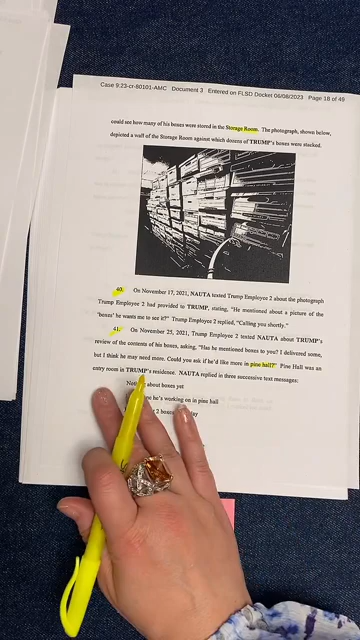 Case 9:23-cr-80101-AMC Document 3 Entered on FLSD Docket 06/08/2023 Page 18 of 49
could see how many of his boxes were stored in the Storage Room. The photograph, shown below,
depicted a wall of the Storage Room against which dozens of TRUMP's boxes were stacked.
40. On November 17, 2021, NAUTA texted Trump Employee 2 about the photograph
Trump Employee 2 had provided to TRUMP, stating, "He mentioned about a picture of the
'boxes' he wants me to see it?" Trump Employee 2 replied, "Calling you shortly."
41. On November 25, 2021, Trump Employee 2 texted NAUTA about TRUMP's
review of the contents of his boxes, asking, "Has he mentioned boxes to you? I delivered some,
but I think he may need more. Could you ask if he'd like more in pine hall?" Pine Hall was an
entry room in TRUMP's residence. NAUTA replied in three successive text messages:
about boxes yet
he's working on in pine hall
2 boxes